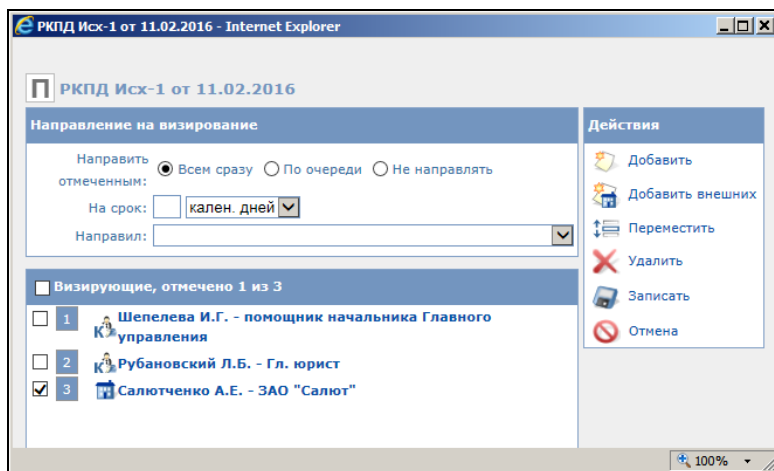 РКПД Исх-1 от 11.02.2016 - Internet Explorer
П РКПД Исх-1 от 11.02.2016
Направление на визирование
Направить отмеченным:
Всем сразу По очереди Не направлять
На срок: кален. дней
Направил:
Визирующие, отмечено 1 из 3
1 Шепелева И.Г. - помощник начальника Главного
управления
2 Рубановский Л.Б. - Гл. юрист
3 Салютченко А.Е. - ЗАО "Салют"
Действия
Добавить
Добавить внешних
Переместить
Удалить
Записать
Отмена
100%